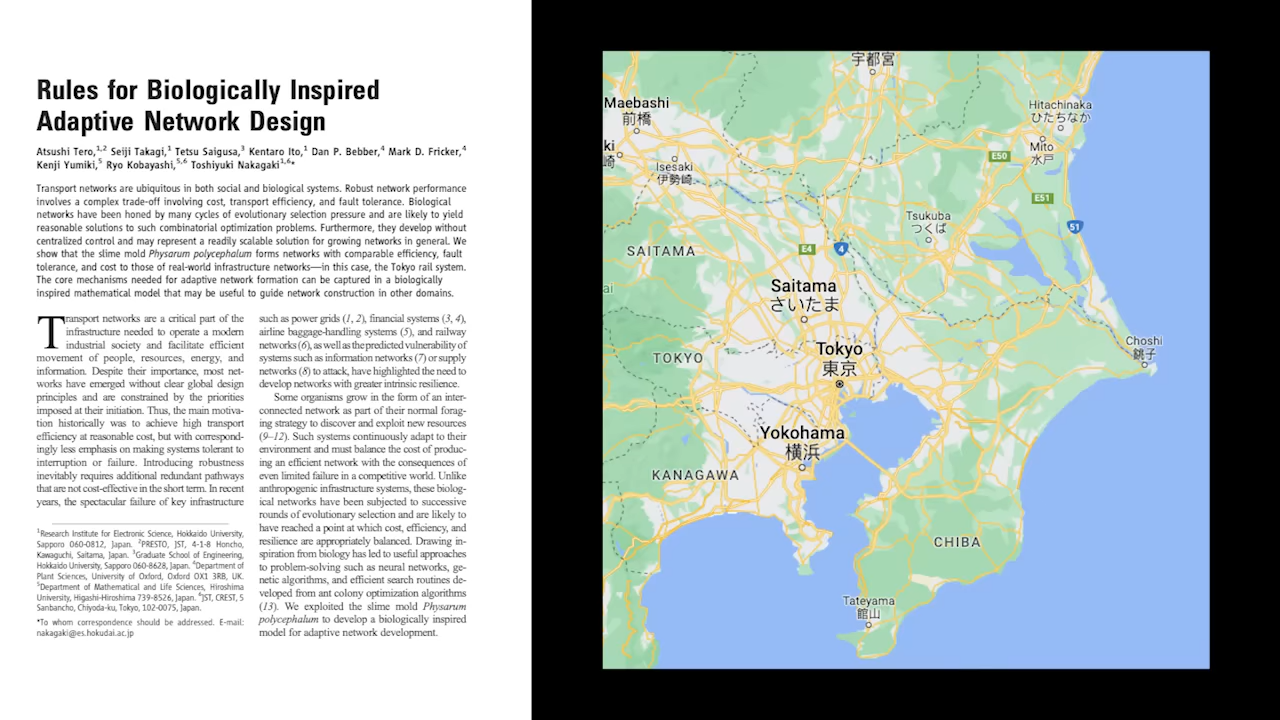 Rules for Biologically Inspired
Adaptive Network Design
Atsushi Tero,1,2 Seiji Takagi,1 Tetsu Saigusa,3 Kentaro Ito,1 Dan P. Bebber,4 Mark D. Fricker,4
Kenji Yumiki,5 Ryo Kobayashi,5,6 Toshiyuki Nakagaki1,6*
Transport networks are ubiquitous in both social and biological systems. Robust network performance
involves a complex trade-off involving cost, transport efficiency, and fault tolerance. Biological
networks have been honed by many cycles of evolutionary selection pressure and are likely to yield
reasonable solutions to such combinatorial optimization problems. Furthermore, they develop without
centralized control and may represent a readily scalable solution for growing networks in general. We
show that the slime mold Physarum polycephalum forms networks with comparable efficiency, fault
tolerance, and cost to those of real-world infrastructure networks—in this case, the Tokyo rail system.
The core mechanisms needed for adaptive network formation can be captured in a biologically
inspired mathematical model that may be useful to guide network construction in other domains.
Transport networks are a critical part of the
infrastructure needed to operate a modern
industrial society and facilitate efficient
movement of people, resources, energy, and
information. Despite their importance, most net-
works have emerged without clear global design
principles and are constrained by the priorities
imposed at their initiation. Thus, the main motiva-
tion historically was to achieve high transport
efficiency at reasonable cost, but with correspond-
ingly less emphasis on making systems tolerant to
interruption or failure. Introducing robustness
inevitably requires additional redundant pathways
that are not cost-effective in the short term. In recent
years, the spectacular failure of key infrastructure
1Research Institute for Electronic Science, Hokkaido University,
Sapporo 060-0812, Japan. 2PRESTO, JST, 4-1-8 Honcho,
Kawaguchi, Saitama, Japan. 3Graduate School of Engineering,
Hokkaido University, Sapporo 060-8628, Japan. 4Department of
Plant Sciences, University of Oxford, Oxford OX1 3RB, UK.
5Department of Mathematical and Life Sciences, Hiroshima
University, Higashi-Hiroshima 739-8526, Japan. 6JST, CREST, 5
Sanbancho, Chiyoda-ku, Tokyo, 102-0075, Japan.
*To whom correspondence should be addressed. E-mail:
nakagaki@es.hokudai.ac.jp
such as power grids (1, 2), financial systems (3, 4),
airline baggage-handling systems (5), and railway
networks (6), as well as the predicted vulnerability of
systems such as information networks (7) or supply
networks (8) to attack, have highlighted the need to
develop networks with greater intrinsic resilience.
Some organisms grow in the form of an inter-
connected network as part of their normal forag-
ing strategy to discover and exploit new resources
(9–12). Such systems continuously adapt to their
environment and must balance the cost of produc-
ing an efficient network with the consequences of
even limited failure in a competitive world. Unlike
anthropogenic infrastructure systems, these biolog-
ical networks have been subjected to successive
rounds of evolutionary selection and are likely to
have reached a point at which cost, efficiency, and
resilience are appropriately balanced. Drawing in-
spiration from biology has led to useful approaches
to problem-solving such as neural networks, ge-
netic algorithms, and efficient search routines de-
veloped from ant colony optimization algorithms
(13). We exploited the slime mold Physarum
polycephalum to develop a biologically inspired
model for adaptive network development.
宇都宮
Maebashi
前橋
Hitachinaka
ひたちなか
ki
崎
Isesaki
伊勢崎
Mito
水戸
E50
E51
Tsukuba
つくば
51
SAITAMA
E4
4
ai
Saitama
さいたま
Choshi
銚子
TOKYO
Tokyo
東京
Yokohama
横浜
KANAGAWA
CHIBA
Tateyama
館山